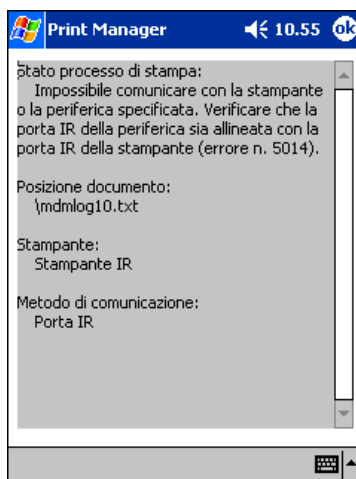 Print Manager 10.55 ok
Stato processo di stampa:
Impossibile comunicare con la stampante
o la periferica specificata. Verificare che la
porta IR della periferica sia allineata con la
porta IR della stampante (errore n. 5014).
Posizione documento:
\mdmlog10.txt
Stampante:
Stampante IR
Metodo di comunicazione:
Porta IR